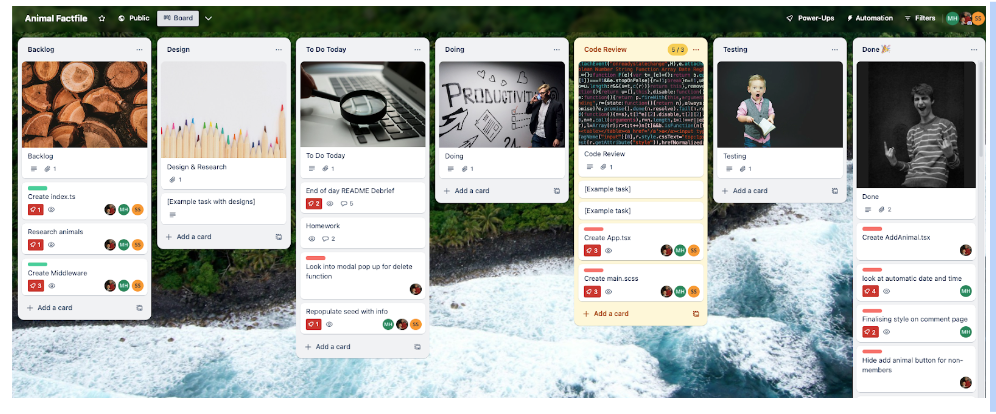 Animal Factfile
Public
Board
Power-Ups
Automation
Filters
MH
SS
Backlog
Backlog
1
Create index.ts
1
MH
SS
Research animals
1
MH
SS
Create Middleware
3
MH
SS
+ Add a card
Design
Design & Research
1
[Example task with designs]
+ Add a card
To Do Today
To Do Today
1
End of day README Debrief
2
5
Homework
2
Look into modal pop up for delete
function
Repopulate seed with info
1
MH
SS
+ Add a card
Doing
PRODUCTIVIT
Doing
1
+ Add a card
Code Review
5 / 3
Code Review
1
[Example task]
[Example task]
Create App.tsx
3
MH
SS
Create main.scss
3
MH
SS
+ Add a card
Testing
Testing
1
+ Add a card
Done 🎉
Done
2
Create AddAnimal.tsx
look at automatic date and time
4
MH
Finalising style on comment page
2
MH
Hide add animal button for non-
members